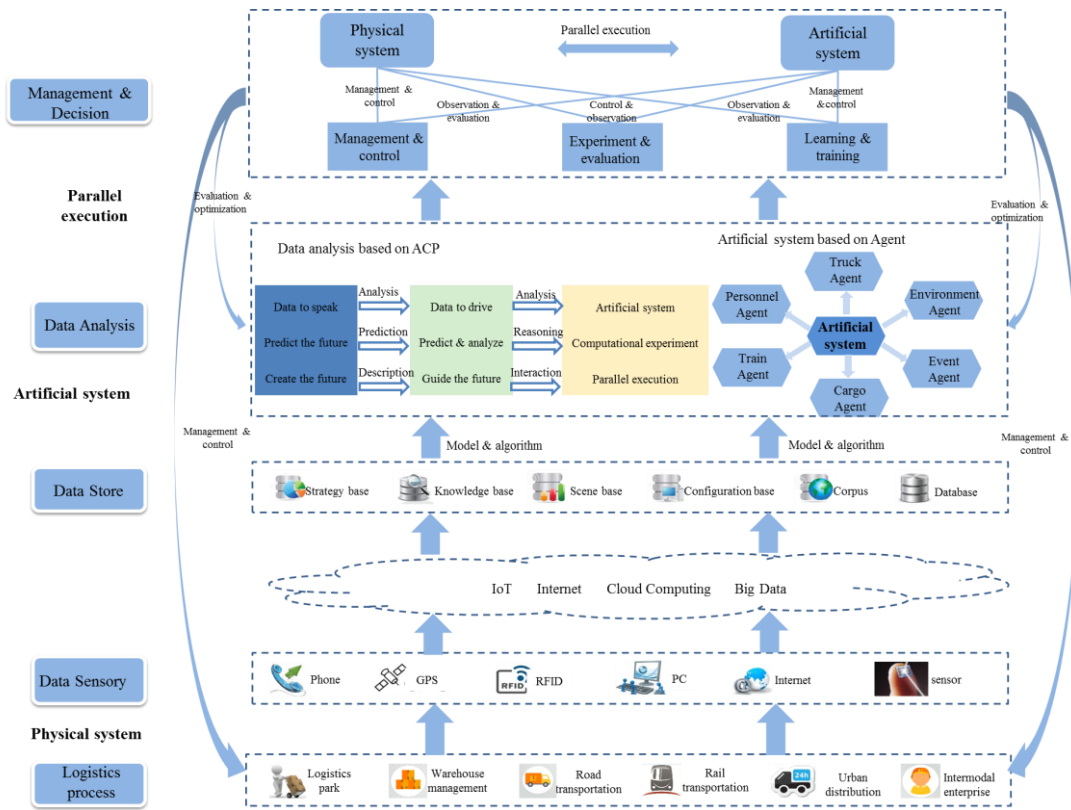 Physical
system
Parallel execution
Artificial
system
Management &
Decision
Management &
control
Observation &
evaluation
Control &
observation
Observation &
evaluation
Management
&control
Management &
control
Experiment &
evaluation
Learning &
training
Parallel
execution
Evaluation &
optimization
Evaluation &
optimization
Data analysis based on ACP
Artificial system based on Agent
Data Analysis
Data to speak
Analysis
Data to drive
Analysis
Artificial system
Predict the future
Prediction
Predict & analyze
Reasoning
Computational experiment
Create the future
Description
Guide the future
Interaction
Parallel execution
Truck
Agent
Personnel
Agent
Environment
Agent
Artificial
system
Train
Agent
Event
Agent
Cargo
Agent
Artificial system
Management &
control
Model & algorithm
Model & algorithm
Management &
control
Data Store
Strategy base
Knowledge base
Scene base
Configuration base
Corpus
Database
IoT Internet Cloud Computing Big Data
Data Sensory
Phone
GPS
RFID
RFID
PC
Internet
sensor
Physical system
Logistics
process
Logistics
park
Warehouse
management
Road
transportation
Rail
transportation
24h
Urban
distribution
Intermodal
enterprise